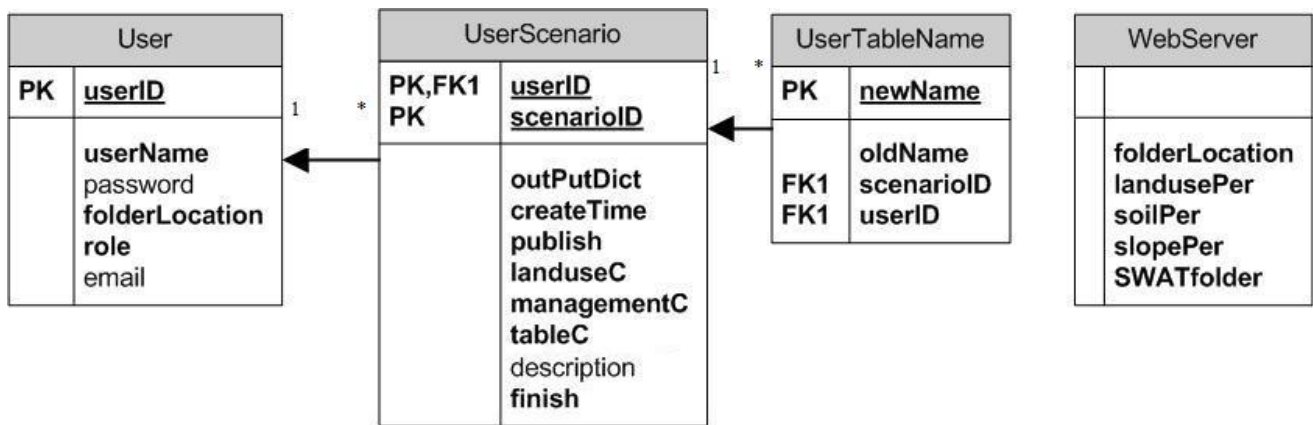 User
PK userID
userName
password
folderLocation
role
email
1 *
UserScenario
PK,FK1 userID
PK scenarioID
outPutDict
createTime
publish
landuseC
managementC
tableC
description
finish
1 *
UserTableName
PK newName
oldName
FK1 scenarioID
FK1 userID
WebServer
folderLocation
landusePer
soilPer
slopePer
SWATfolder